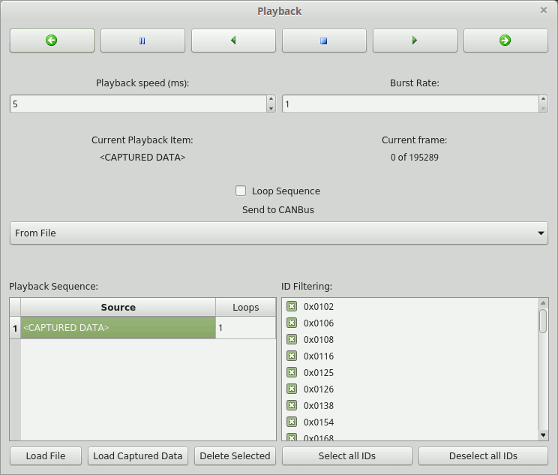 Playback
Playback speed (ms):
Burst Rate:
5
1
Current Playback Item:
Current frame:
<CAPTURED DATA>
0 of 195289
Loop Sequence
Send to CANBus
From File
Playback Sequence:
ID Filtering:
Source Loops
1 <CAPTURED DATA> 1
0x0102
0x0106
0x0108
0x0116
0x0125
0x0126
0x0138
0x0154
0x0168
Load File
Load Captured Data
Delete Selected
Select all IDs
Deselect all IDs